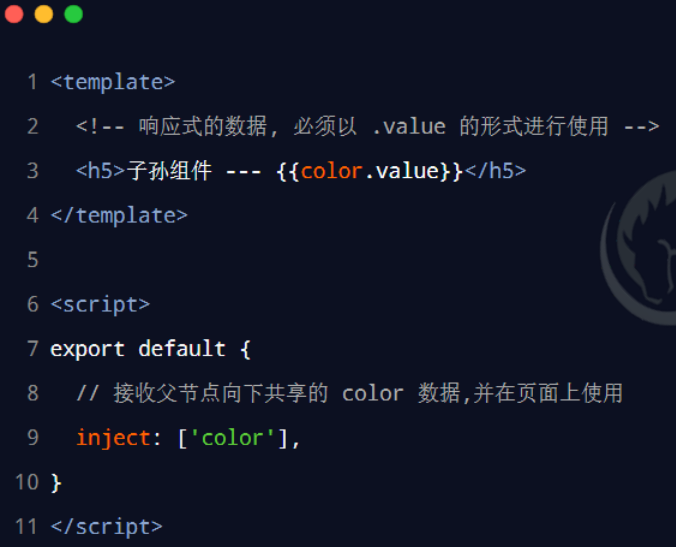 1 <template>
2   <!-- 响应式的数据, 必须以 .value 的形式进行使用 -->
3   <h5>子孙组件 --- {{color.value}}</h5>
4 </template>
5
6 <script>
7 export default {
8   // 接收父节点向下共享的 color 数据,并在页面上使用
9   inject: ['color'],
10 }
11 </script>